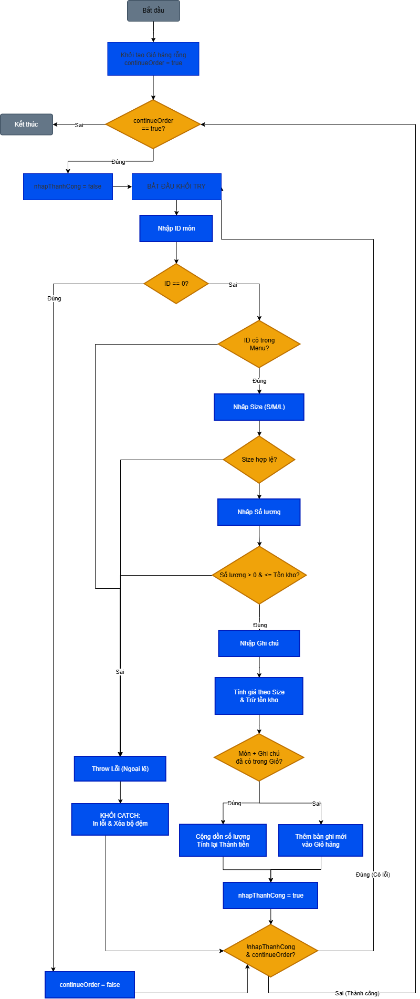 Bắt đầu
Khởi tạo Giỏ hàng rỗng
continueOrder = true
continueOrder
== true?
Sai
Kết thúc
Đúng
nhapThanhCong = false
BẮT ĐẦU KHỐI TRY
Nhập ID món
ID == 0?
Sai
Đúng
ID có trong
Menu?
Đúng
Nhập Size (S/M/L)
Size hợp lệ?
Nhập Số lượng
Số lượng > 0 & <= Tồn kho?
Đúng
Nhập Ghi chú
Sai
Tính giá theo Size
& Trừ tồn kho
Món + Ghi chú
đã có trong Giỏ?
Throw Lỗi (Ngoại lệ)
Đúng
Sai
KHỐI CATCH:
In lỗi & Xóa bộ đệm
Cộng dồn số lượng
Tính lại Thành tiền
Thêm bản ghi mới
vào Giỏ hàng
Đúng (Có lỗi)
nhapThanhCong = true
!nhapThanhCong
& continueOrder?
continueOrder = false
Sai (Thành công)